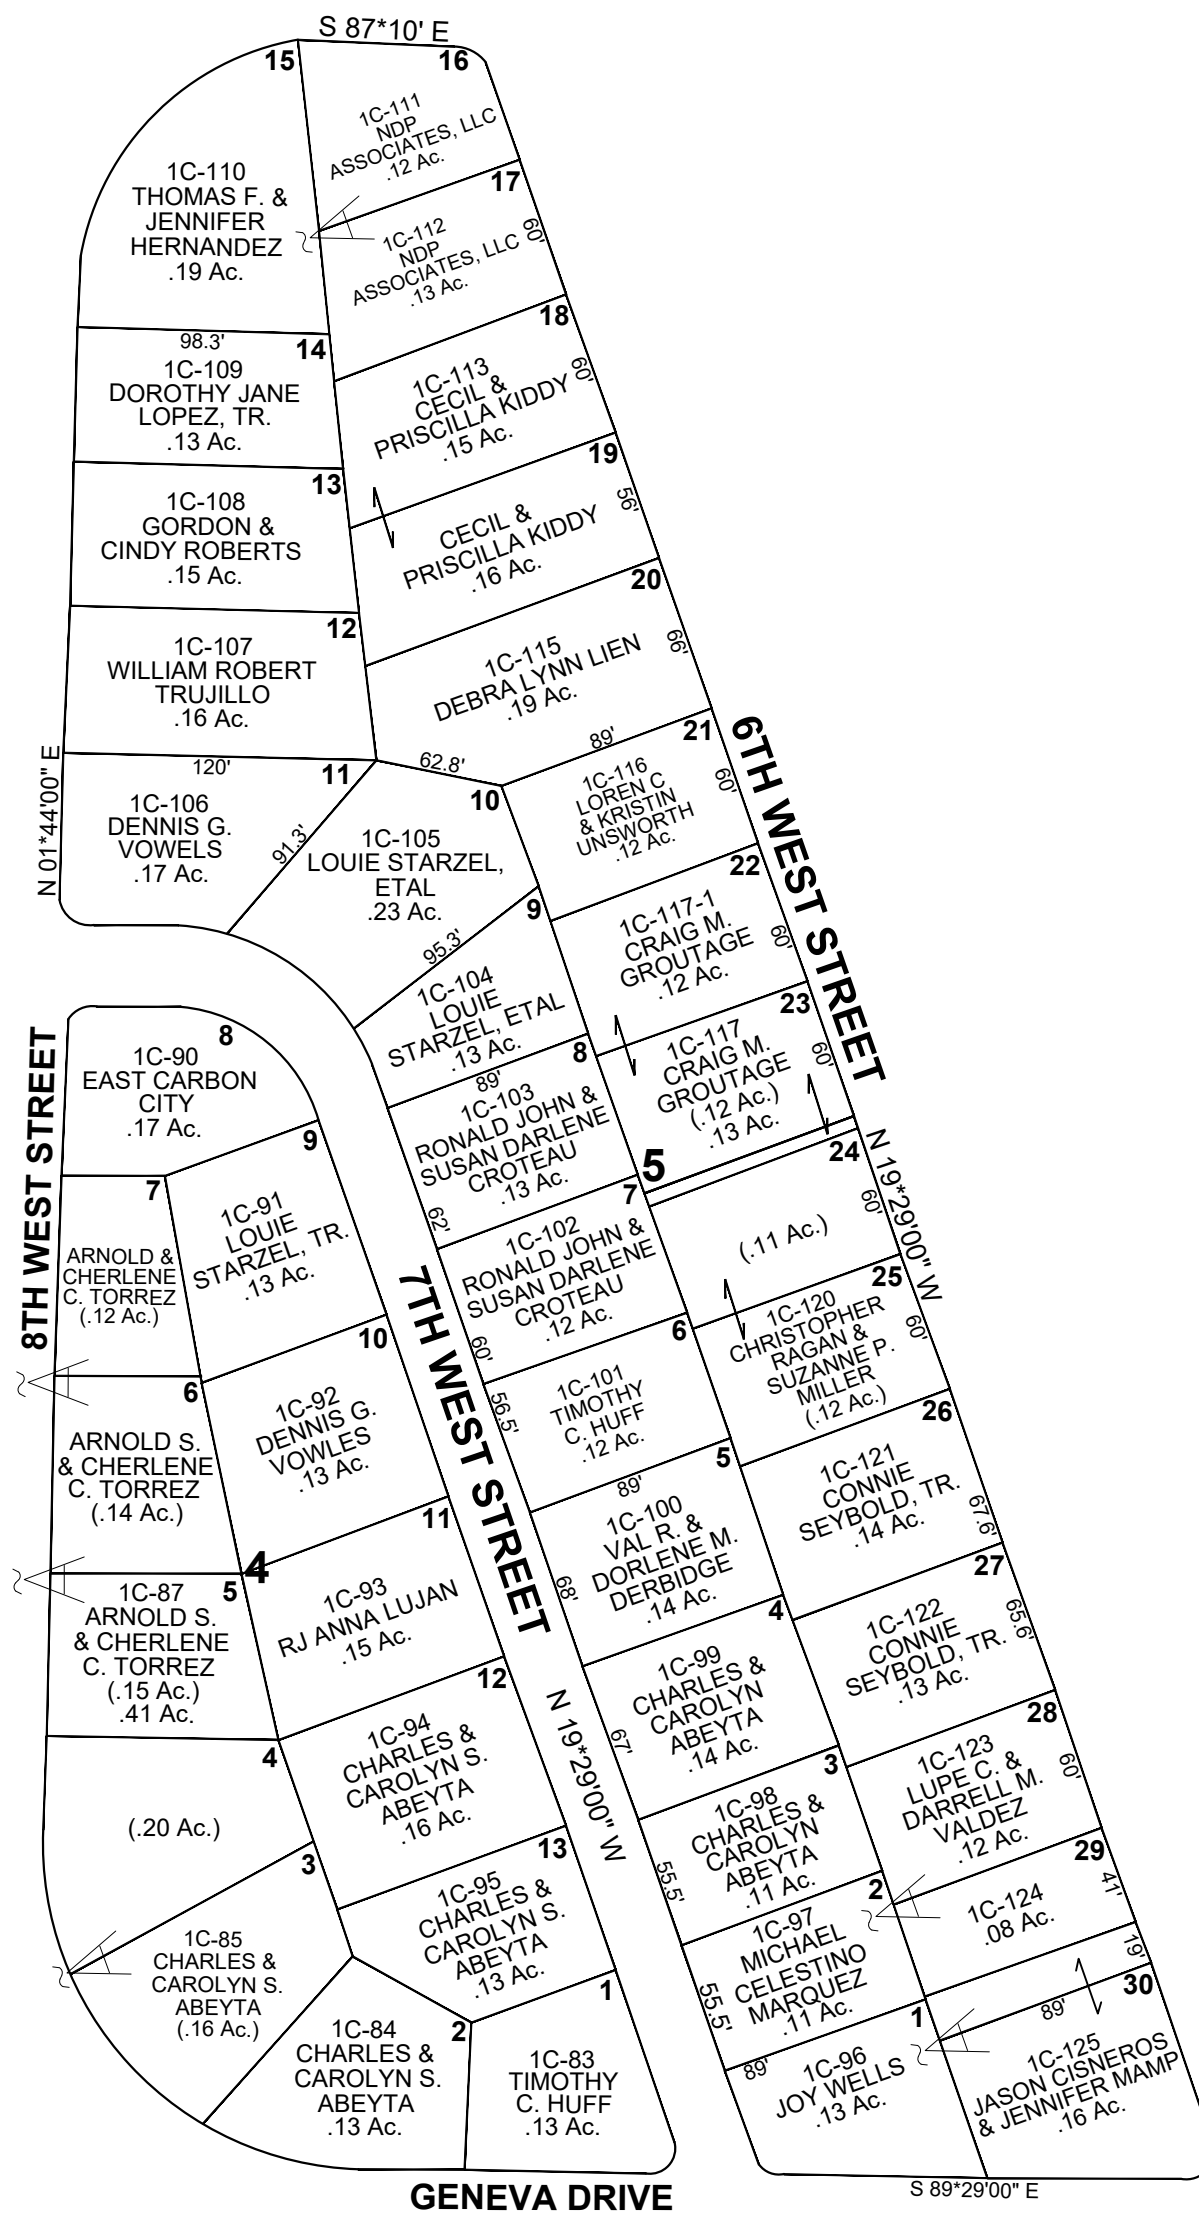 S 87*10' E
15
16
1C-111
NDP
ASSOCIATES, LLC
.12 Ac.
1C-110
THOMAS F. &
JENNIFER
HERNANDEZ
.19 Ac.
17
60'
1C-112
NDP
ASSOCIATES, LLC
.13 Ac.
18
60'
98.3'
14
1C-109
DOROTHY JANE
LOPEZ, TR.
.13 Ac.
1C-113
CECIL &
PRISCILLA KIDDY
.15 Ac.
19
56'
13
1C-108
GORDON &
CINDY ROBERTS
.15 Ac.
CECIL &
PRISCILLA KIDDY
.16 Ac.
20
66'
12
1C-107
WILLIAM ROBERT
TRUJILLO
.16 Ac.
1C-115
DEBRA LYNN LIEN
.19 Ac.
N 01*44'00" E
120'
11
62.8'
89'
21
60'
6TH WEST STREET
1C-106
DENNIS G.
VOWELS
.17 Ac.
91.3'
10
1C-105
LOUIE STARZEL,
ETAL
.23 Ac.
1C-116
LOREN C
& KRISTIN
UNSWORTH
.12 Ac.
22
60'
95.3'
9
1C-117-1
CRAIG M.
GROUTAGE
.12 Ac.
1C-104
LOUIE
STARZEL, ETAL
.13 Ac.
23
60'
8TH WEST STREET
8
1C-90
EAST CARBON
CITY
.17 Ac.
8
89'
1C-117
CRAIG M.
GROUTAGE
(.12 Ac.)
.13 Ac.
1C-103
RONALD JOHN &
SUSAN DARLENE
CROTEAU
.13 Ac.
62'
5
24
N 19*29'00" W
60'
(.11 Ac.)
7
9
1C-91
LOUIE
STARZEL, TR.
.13 Ac.
7
1C-102
RONALD JOHN &
SUSAN DARLENE
CROTEAU
.12 Ac.
60'
ARNOLD &
CHERLENE
C. TORREZ
(.12 Ac.)
7TH WEST STREET
25
60'
1C-120
CHRISTOPHER
RAGAN &
SUZANNE P.
MILLER
(.12 Ac.)
10
6
56.5'
1C-101
TIMOTHY
C. HUFF
.12 Ac.
6
ARNOLD S.
& CHERLENE
C. TORREZ
(.14 Ac.)
1C-92
DENNIS G.
VOWLES
.13 Ac.
26
67.6'
1C-121
CONNIE
SEYBOLD, TR.
.14 Ac.
5
89'
1C-100
VAL R. &
DORLENE M.
DERBIDGE
.14 Ac.
68'
11
4
5
1C-87
ARNOLD S.
& CHERLENE
C. TORREZ
(.15 Ac.)
.41 Ac.
1C-93
RJ ANNA LUJAN
.15 Ac.
27
65.6'
1C-122
CONNIE
SEYBOLD, TR.
.13 Ac.
4
1C-99
CHARLES &
CAROLYN
ABEYTA
.14 Ac.
67'
12
N 19*29'00" W
1C-94
CHARLES &
CAROLYN S.
ABEYTA
.16 Ac.
4
(.20 Ac.)
28
60'
1C-123
LUPE C. &
DARRELL M.
VALDEZ
.12 Ac.
3
1C-98
CHARLES &
CAROLYN
ABEYTA
.11 Ac.
55.5'
13
3
1C-85
CHARLES &
CAROLYN S.
ABEYTA
(.16 Ac.)
1C-95
CHARLES &
CAROLYN S.
ABEYTA
.13 Ac.
29
41'
1C-124
.08 Ac.
19'
2
1C-97
MICHAEL
CELESTINO
MARQUEZ
.11 Ac.
55.5'
1
2
1C-84
CHARLES &
CAROLYN S.
ABEYTA
.13 Ac.
1C-83
TIMOTHY
C. HUFF
.13 Ac.
1
89'
1C-96
JOY WELLS
.13 Ac.
89'
30
1C-125
JASON CISNEROS
& JENNIFER MAMP
.16 Ac.
GENEVA DRIVE
S 89*29'00" E